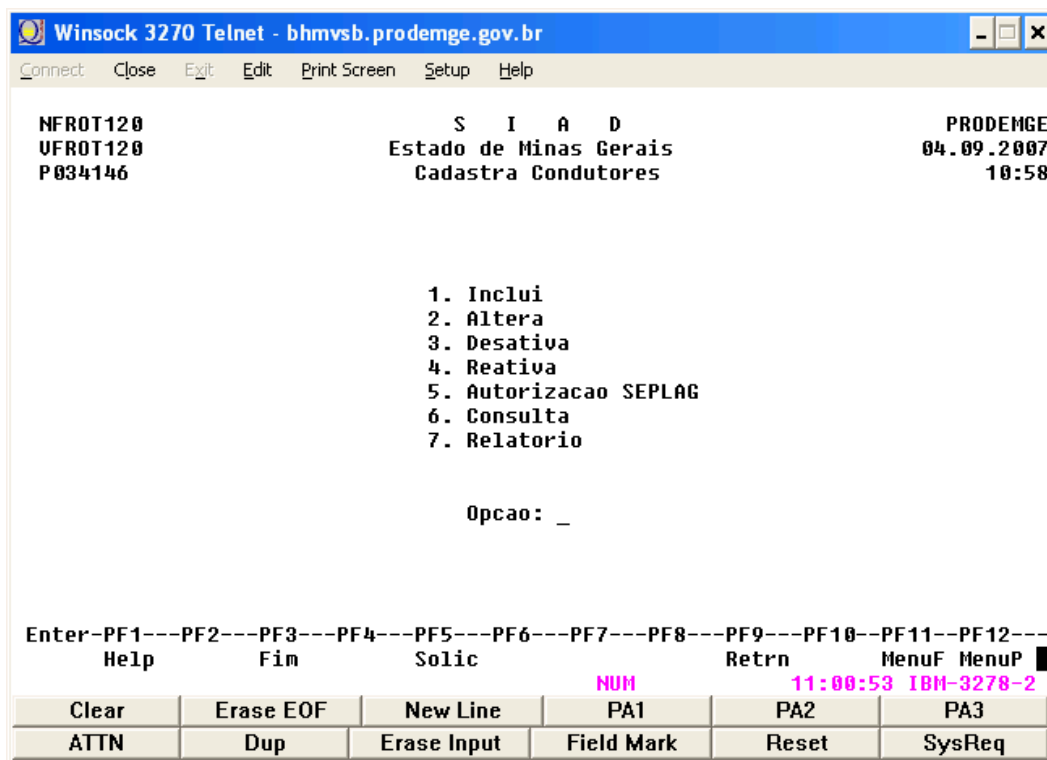 Winsock 3270 Telnet - bhmvsb.prodemge.gov.br
Connect Close Exit Edit Print Screen Setup Help
NFROT120 S I A D PRODEMGE
VFROT120 Estado de Minas Gerais 04.09.2007
P034146 Cadastra Condutores 10:58
1. Inclui
2. Altera
3. Desativa
4. Reativa
5. Autorizacao SEPLAG
6. Consulta
7. Relatorio
Opcao: _
Enter-PF1---PF2---PF3---PF4---PF5---PF6---PF7---PF8---PF9---PF10--PF11--PF12---
Help Fim Solic Retrn MenuF MenuP
NUM 11:00:53 IBM-3278-2
Clear Erase EOF New Line PA1 PA2 PA3
ATTN Dup Erase Input Field Mark Reset SysReq